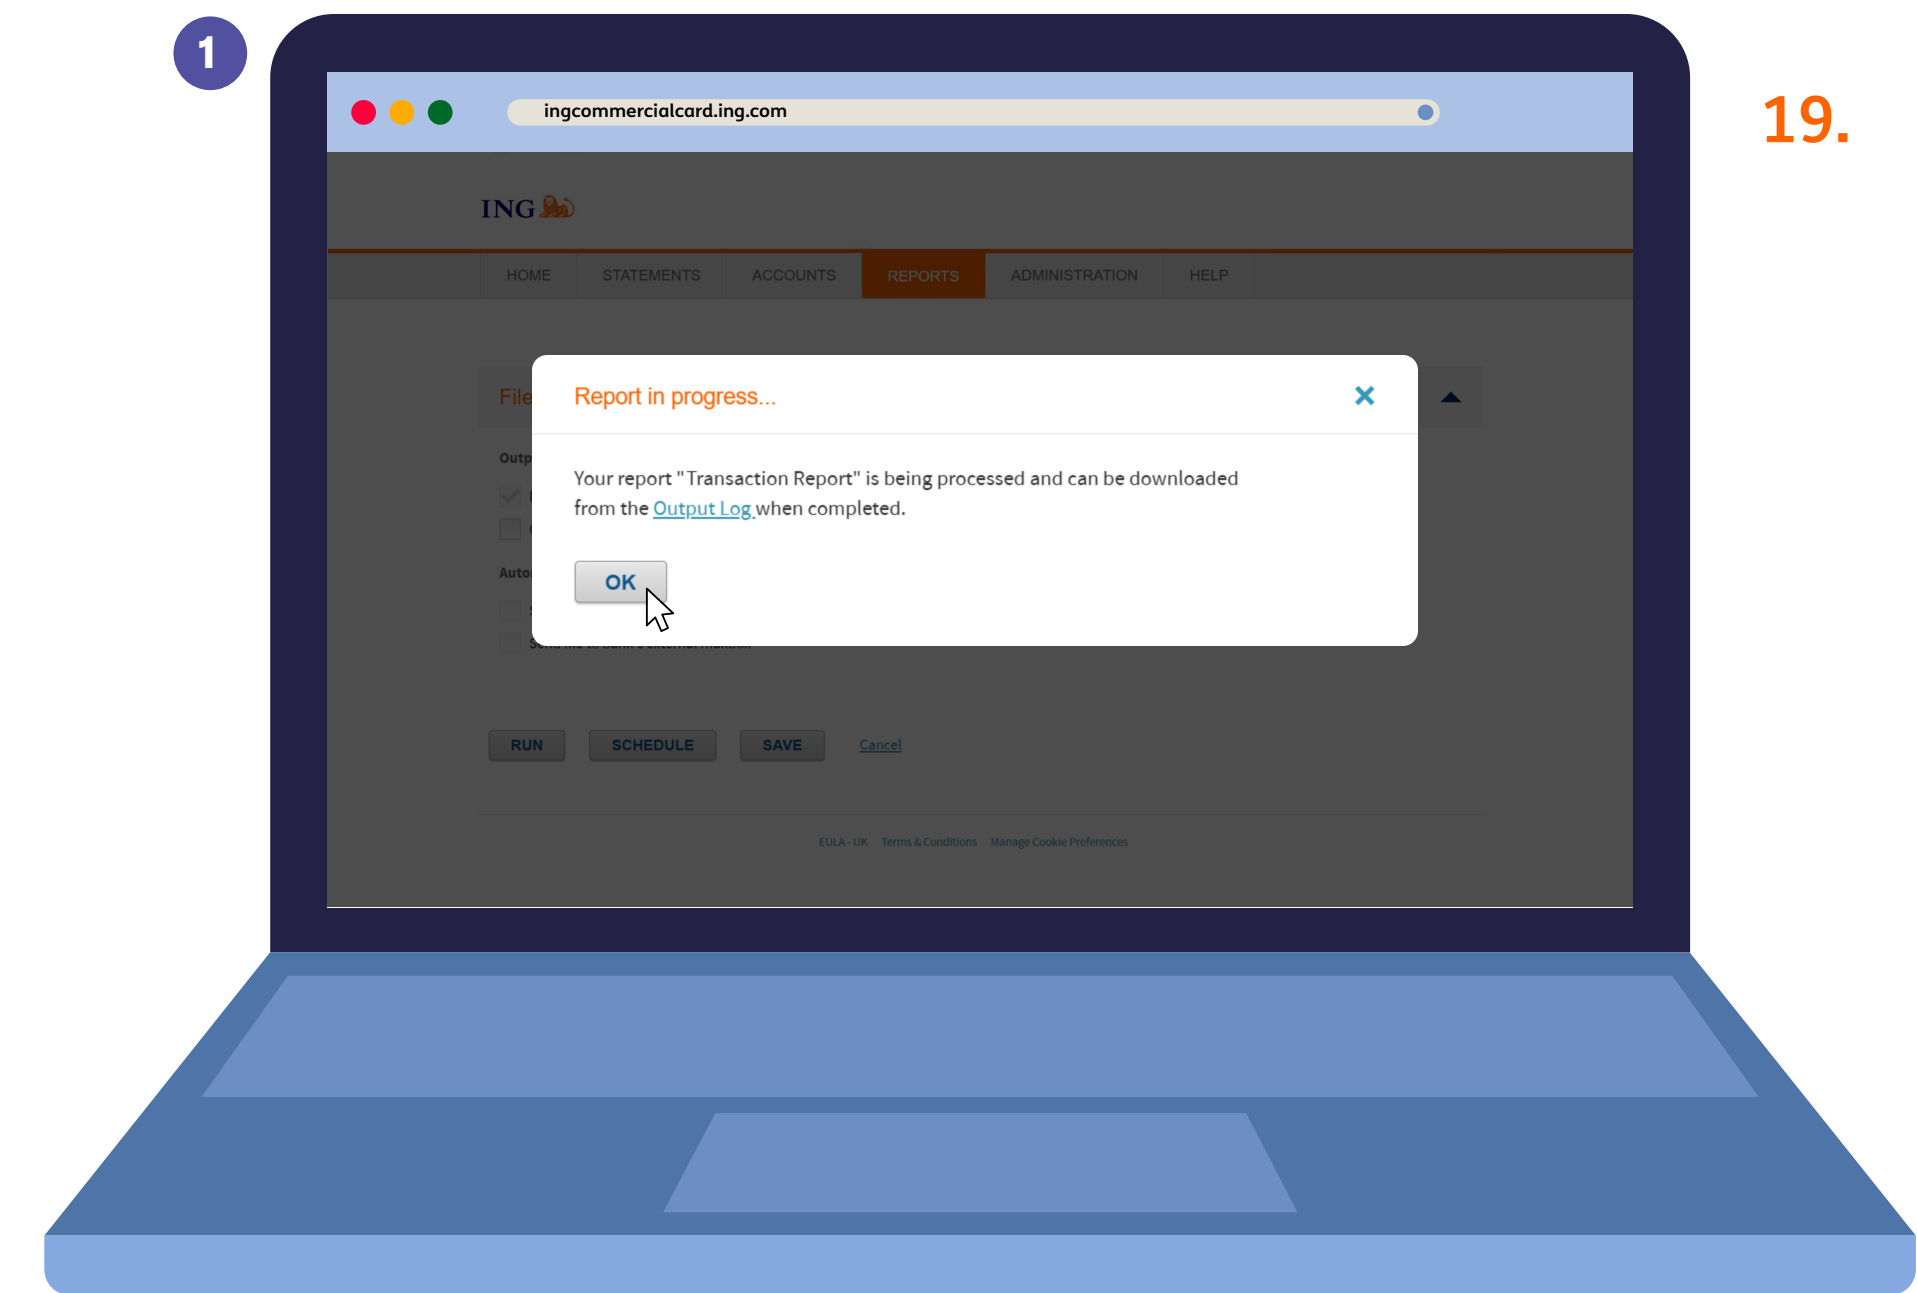 1
19.
ingcommercialcard.ing.com
ING
HOME STATEMENTS ACCOUNTS REPORTS ADMINISTRATION HELP
File
Report in progress...
Your report "Transaction Report" is being processed and can be downloaded
from the Output Log when completed.
OK
RUN SCHEDULE SAVE Cancel
EULA - UK Terms & Conditions Manage Cookie Preferences